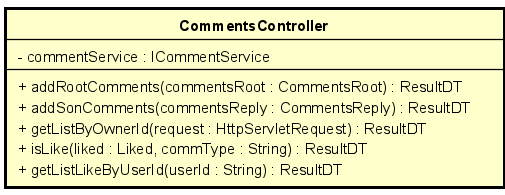 CommentsController
- commentService : ICommentService
+ addRootComments(commentsRoot : CommentsRoot) : ResultDT
+ addSonComments(commentsReply : CommentsReply) : ResultDT
+ getListByOwnerId(request : HttpServletRequest) : ResultDT
+ isLike(liked : Liked, commType : String) : ResultDT
+ getListLikeByUserId(userId : String) : ResultDT